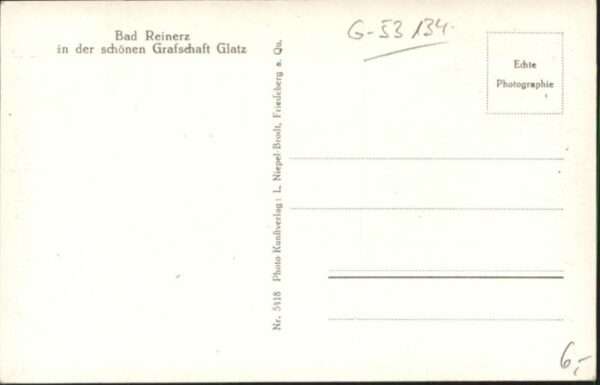 Bad Reinerz
in der schönen Grafschaft Glatz
G-53 134.
Echte
Photographie
Nr. 5418 Photo Kunstverlag: L. Niepel-Brodt, Friedeberg a. Qu.
6,-